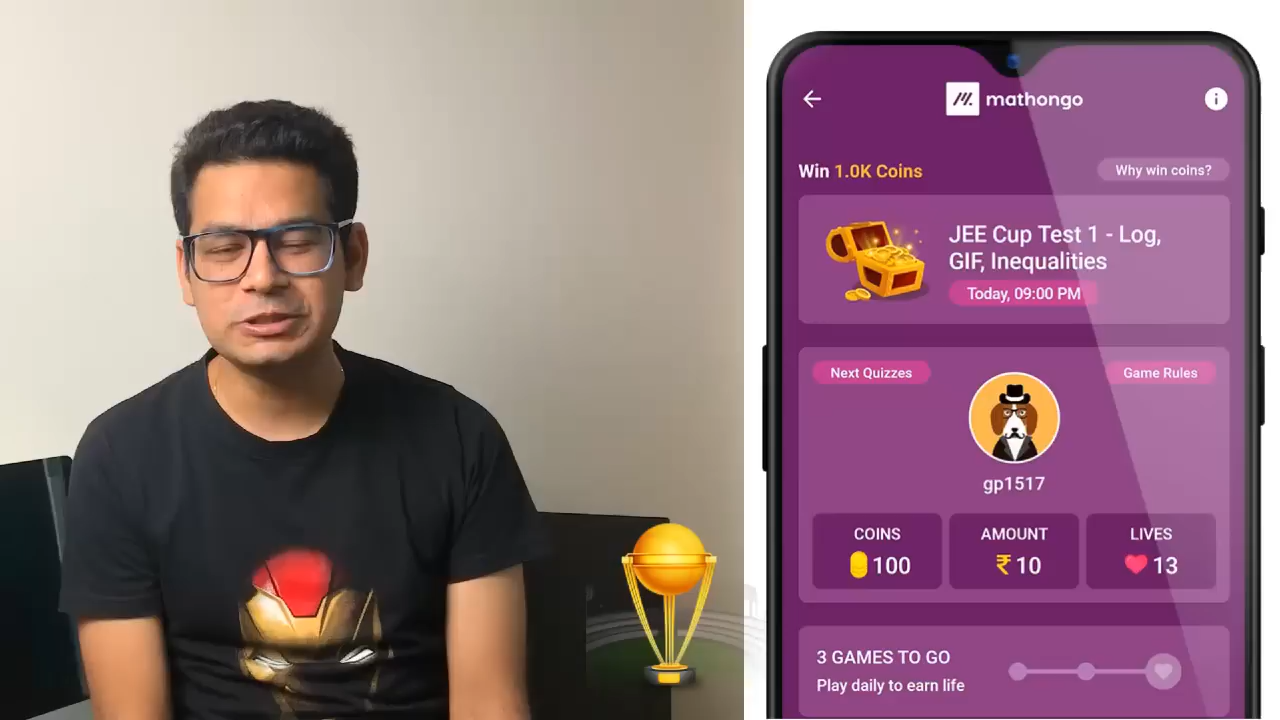 mathongo
Win 1.0K Coins
Why win coins?
JEE Cup Test 1 - Log,
GIF, Inequalities
Today, 09:00 PM
Next Quizzes
Game Rules
gp1517
COINS
100
AMOUNT
₹10
LIVES
13
3 GAMES TO GO
Play daily to earn life